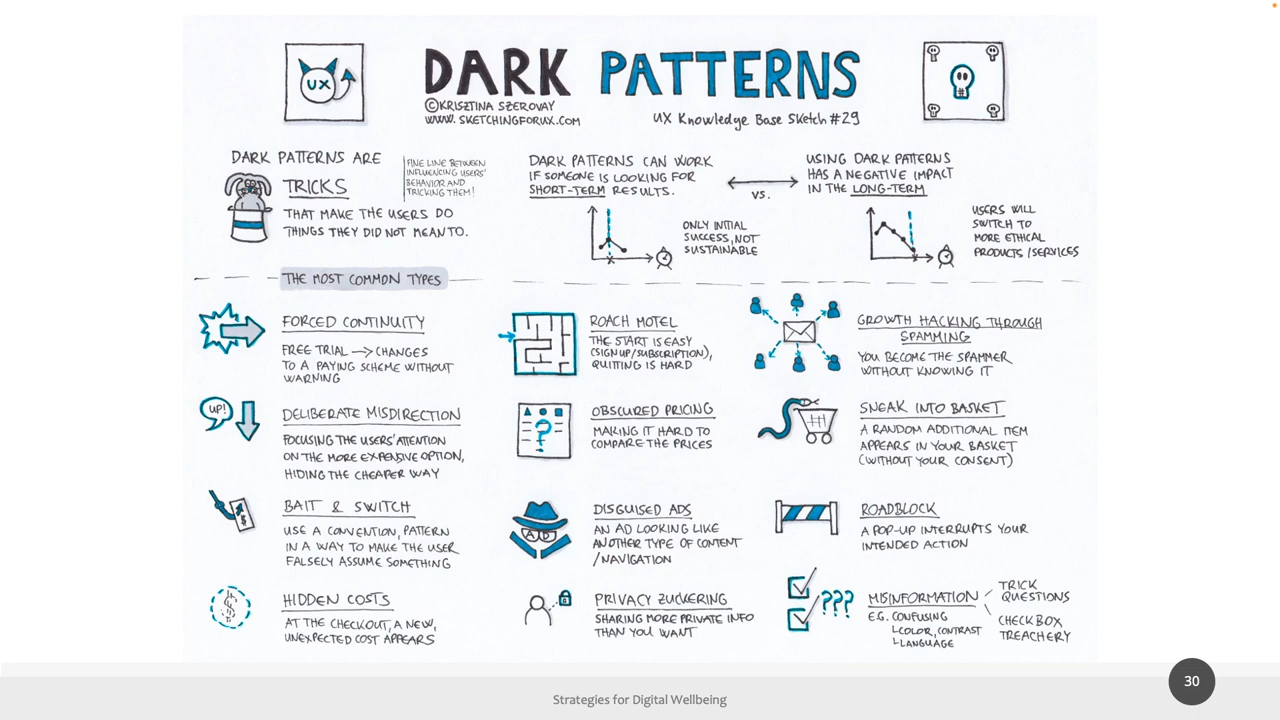 UX
DARK PATTERNS
©KRISZTINA SZEROVAY
WWW.SKETCHINGFORUX.COM
UX Knowledge Base Sketch #29
DARK PATTERNS ARE
TRICKS
THAT MAKE THE USERS DO
THINGS THEY DID NOT MEAN TO.
FINE LINE BETWEEN
INFLUENCING USERS'
BEHAVIOR AND
TRICKING THEM!
DARK PATTERNS CAN WORK
IF SOMEONE IS LOOKING FOR
SHORT-TERM RESULTS.
ONLY INITIAL
SUCCESS, NOT
SUSTAINABLE
VS.
USING DARK PATTERNS
HAS A NEGATIVE IMPACT
IN THE LONG-TERM
USERS WILL
SWITCH TO
MORE ETHICAL
PRODUCTS/SERVICES
THE MOST COMMON TYPES
FORCED CONTINUITY
FREE TRIAL → CHANGES
TO A PAYING SCHEME WITHOUT
WARNING
ROACH MOTEL
THE START IS EASY
(SIGN UP/SUBSCRIPTION),
QUITTING IS HARD
GROWTH HACKING THROUGH
SPAMMING
YOU BECOME THE SPAMMER
WITHOUT KNOWING IT
UP!
DELIBERATE MISDIRECTION
FOCUSING THE USERS' ATTENTION
ON THE MORE EXPENSIVE OPTION,
HIDING THE CHEAPER WAY
?
OBSCURED PRICING
MAKING IT HARD TO
COMPARE THE PRICES
SNEAK INTO BASKET
A RANDOM ADDITIONAL ITEM
APPEARS IN YOUR BASKET
(WITHOUT YOUR CONSENT)
$
BAIT & SWITCH
USE A CONVENTION, PATTERN
IN A WAY TO MAKE THE USER
FALSELY ASSUME SOMETHING
AD
DISGUISED ADS
AN AD LOOKING LIKE
ANOTHER TYPE OF CONTENT
/NAVIGATION
ROADBLOCK
A POP-UP INTERRUPTS YOUR
INTENDED ACTION
$
HIDDEN COSTS
AT THE CHECKOUT, A NEW,
UNEXPECTED COST APPEARS
PRIVACY ZUCKERING
SHARING MORE PRIVATE INFO
THAN YOU WANT
???
MISINFORMATION
E.G. CONFUSING
COLOR, CONTRAST
LANGUAGE
TRICK
QUESTIONS
CHECKBOX
TREACHERY
Strategies for Digital Wellbeing
30